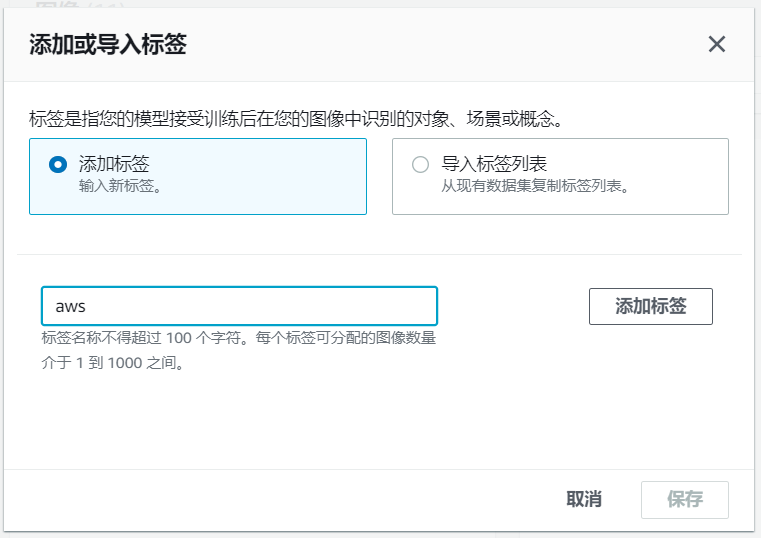 添加或导入标签
标签是指您的模型接受训练后在您的图像中识别的对象、场景或概念。
添加标签
输入新标签。
导入标签列表
从现有数据集复制标签列表。
aws
添加标签
标签名称不得超过 100 个字符。每个标签可分配的图像数量
介于 1 到 1000 之间。
取消
保存